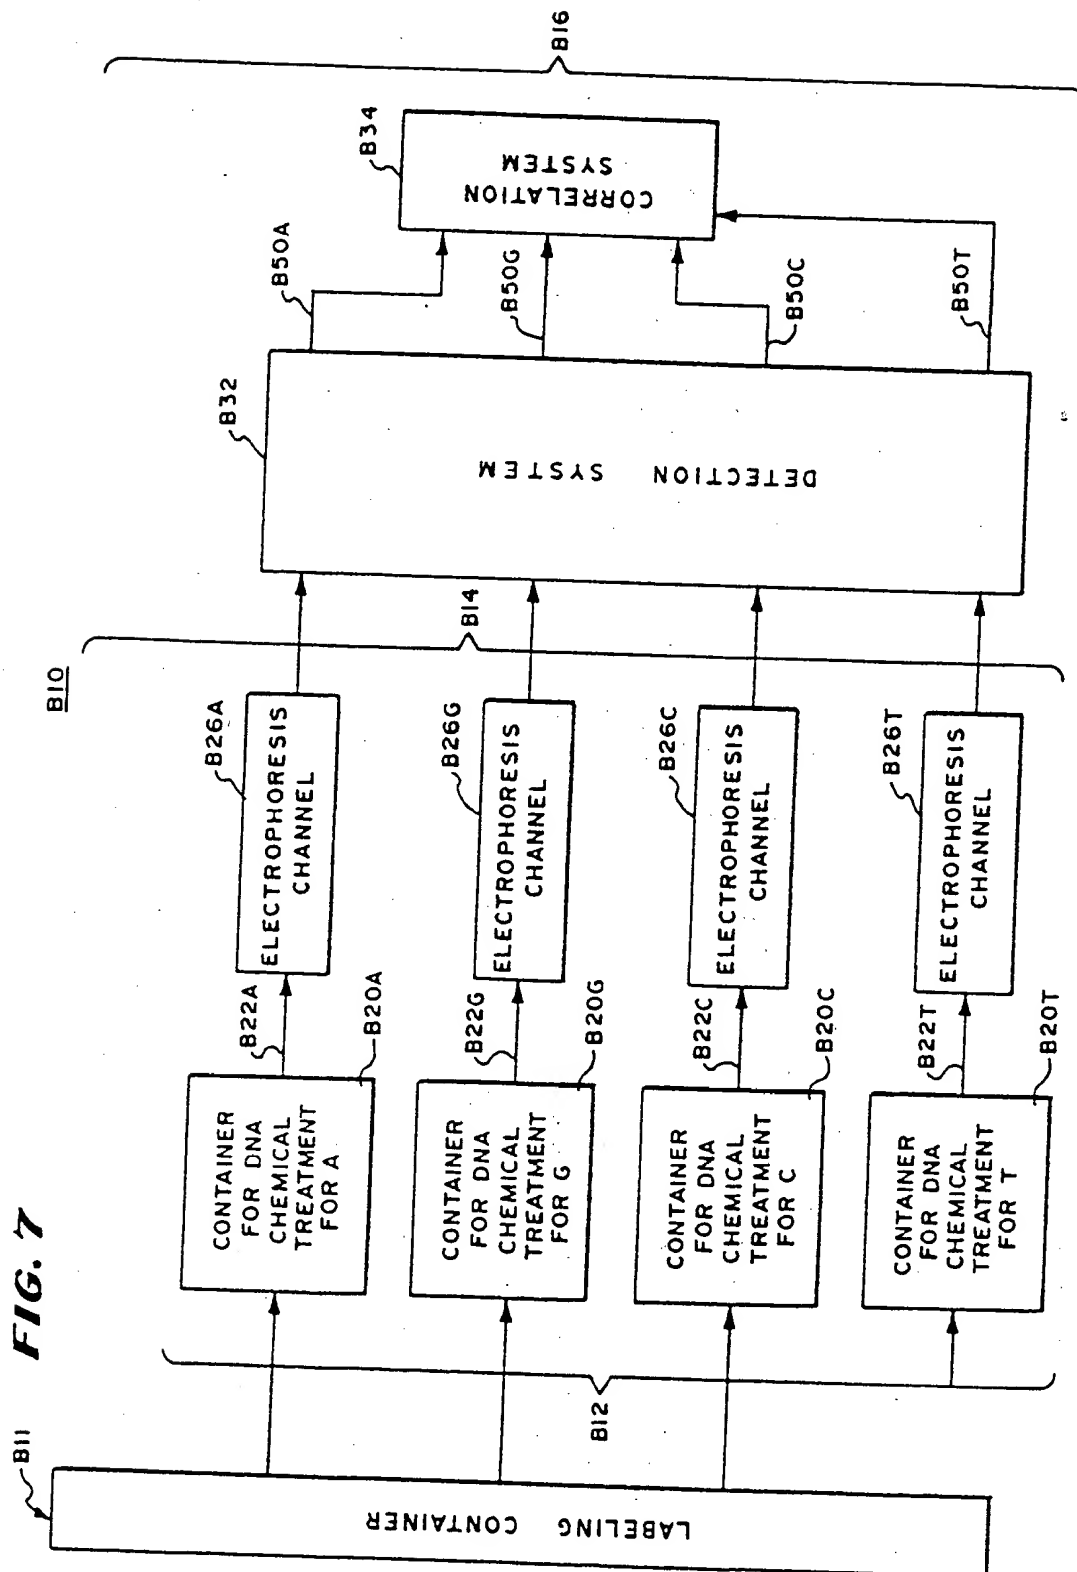 FIG. 7
B10
B11
LABELING CONTAINER
B12
CONTAINER
FOR DNA
CHEMICAL
TREATMENT
FOR A
B20A
B22A
ELECTROPHORESIS
CHANNEL
B26A
CONTAINER
FOR DNA
CHEMICAL
TREATMENT
FOR G
B20G
B22G
ELECTROPHORESIS
CHANNEL
B26G
CONTAINER
FOR DNA
CHEMICAL
TREATMENT
FOR C
B20C
B22C
ELECTROPHORESIS
CHANNEL
B26C
CONTAINER
FOR DNA
CHEMICAL
TREATMENT
FOR T
B20T
B22T
ELECTROPHORESIS
CHANNEL
B26T
B14
B32
DETECTION SYSTEM
B50A
B50G
B50C
B50T
B34
CORRELATION
SYSTEM
B16